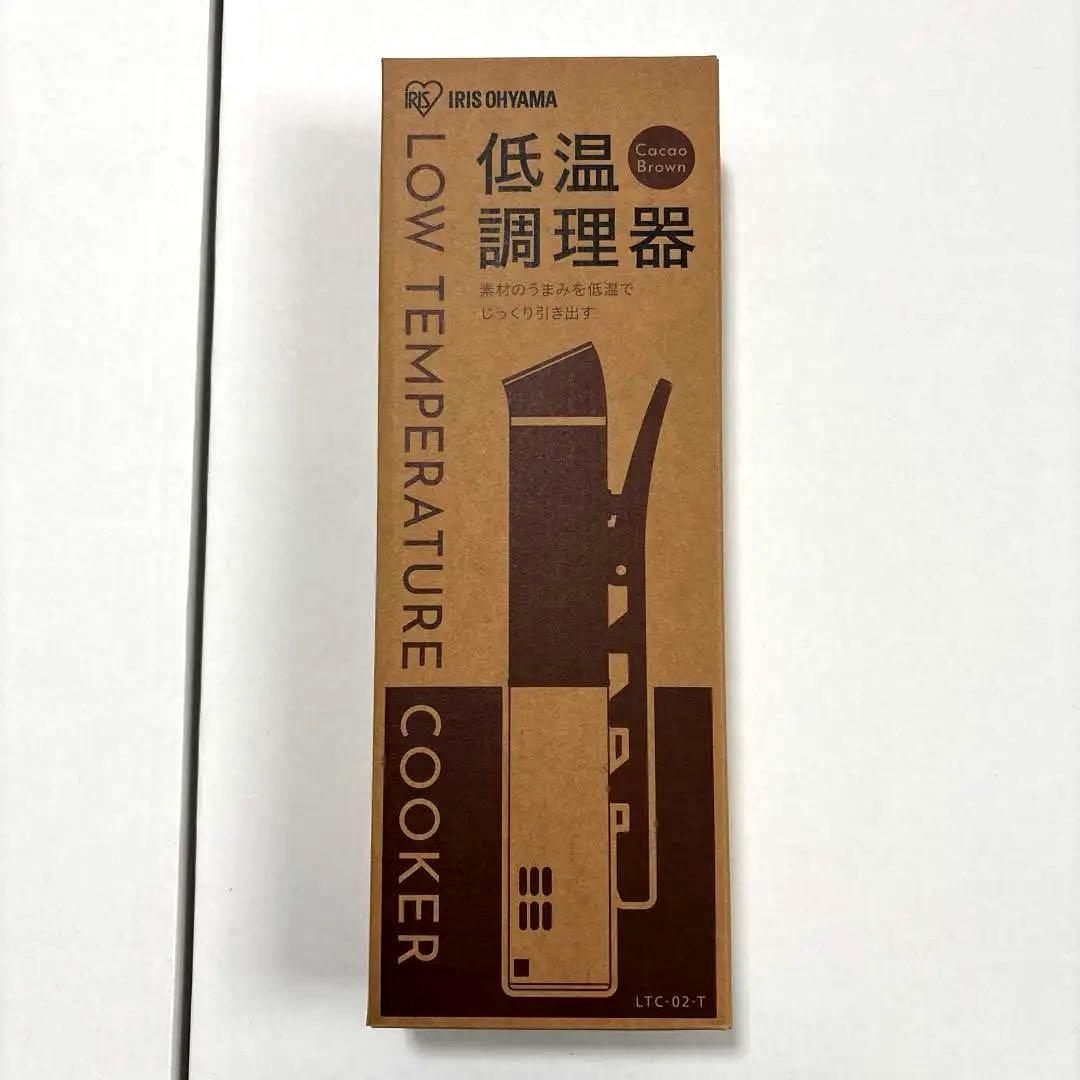 IRIS
IRIS OHYAMA
低温
調理器
Cacao
Brown
素材のうまみを低温で
じっくり引き出す
LOW TEMPERATURE COOKER
LTC-02-T